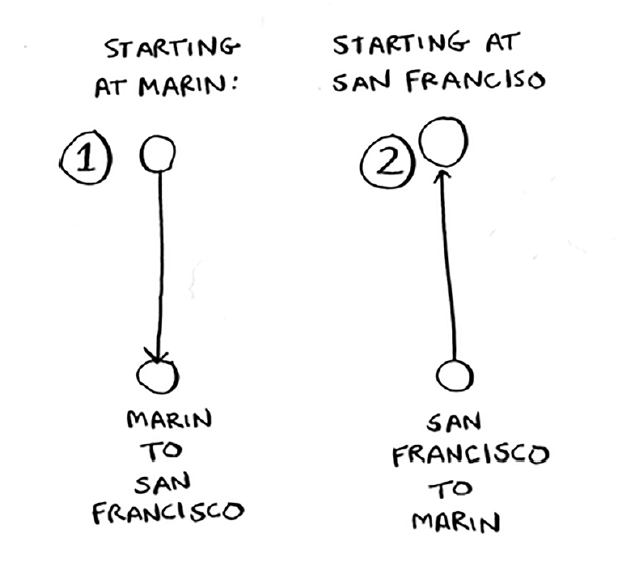 STARTING
AT MARIN:
STARTING AT
SAN FRANCISO
1
2
MARIN
TO
SAN
FRANCISCO
SAN
FRANCISCO
TO
MARIN